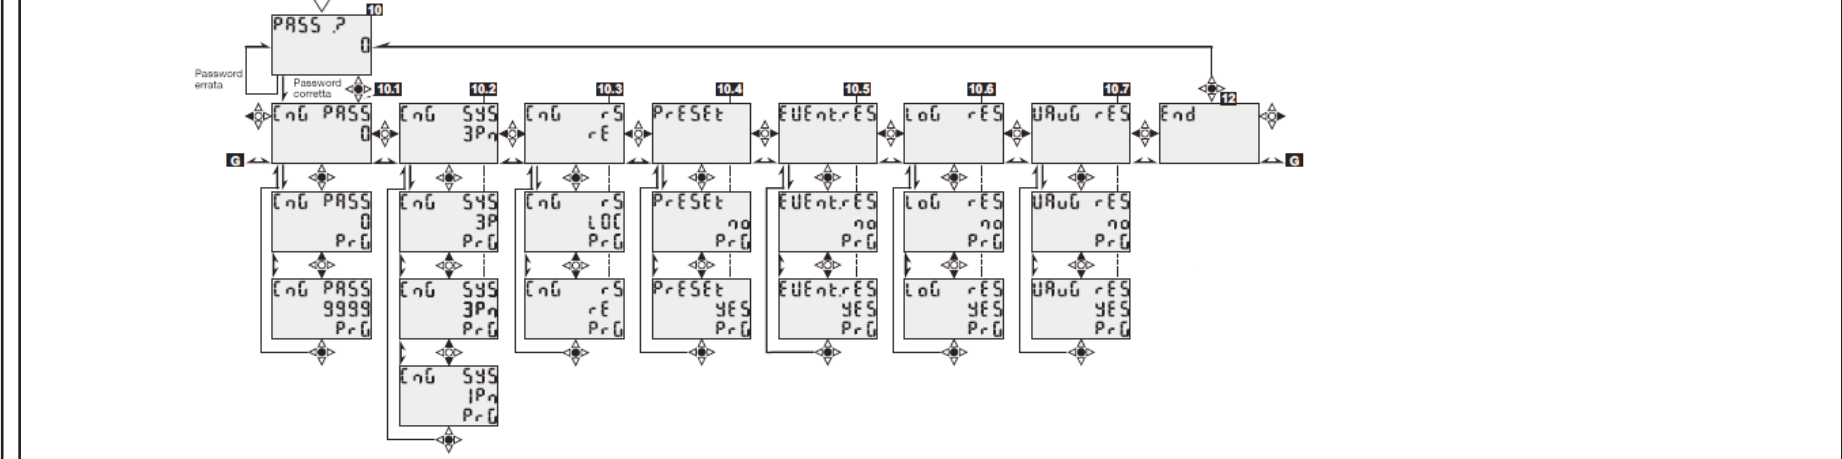 10
PASS ?
0
Password
errata
Password
corretta
10.1
10.2
10.3
10.4
10.5
10.6
10.7
12
CnG PASS
0
CnG SYS
3Pn
CnG rS
rE
PrESEt
EVEnt.rES
LoG rES
VAvG rES
End
G
G
CnG PASS
0
PrG
CnG SYS
3P
PrG
CnG rS
LOC
PrG
PrESEt
no
PrG
EVEnt.rES
no
PrG
LoG rES
no
PrG
VAvG rES
no
PrG
CnG PASS
9999
PrG
CnG SYS
3Pn
PrG
CnG rS
rE
PrG
PrESEt
yES
PrG
EVEnt.rES
yES
PrG
LoG rES
yES
PrG
VAvG rES
yES
PrG
CnG SYS
1Pn
PrG